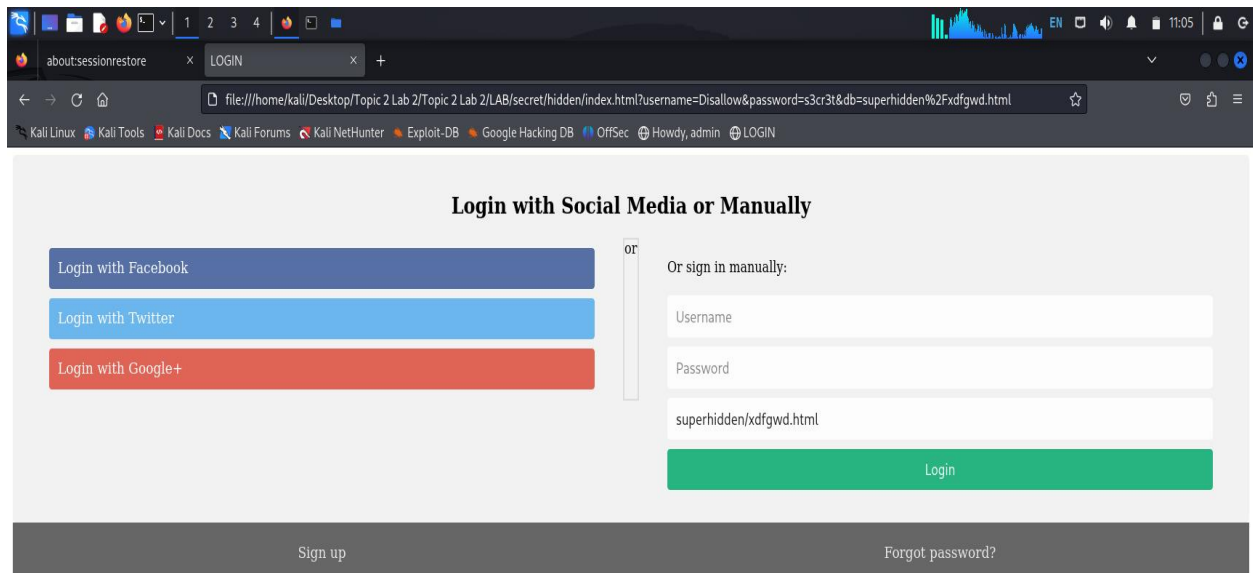 1 2 3 4 EN 11:05
about:sessionrestore LOGIN
file:///home/kali/Desktop/Topic 2 Lab 2/Topic 2 Lab 2/LAB/secret/hidden/index.html?username=Disallow&password=s3cr3t&db=superhidden%2Fxdfgwd.html
Kali Linux Kali Tools Kali Docs Kali Forums Kali NetHunter Exploit-DB Google Hacking DB OffSec Howdy, admin LOGIN
Login with Social Media or Manually
Login with Facebook
Login with Twitter
Login with Google+
or
Or sign in manually:
Username
Password
superhidden/xdfgwd.html
Login
Sign up Forgot password?